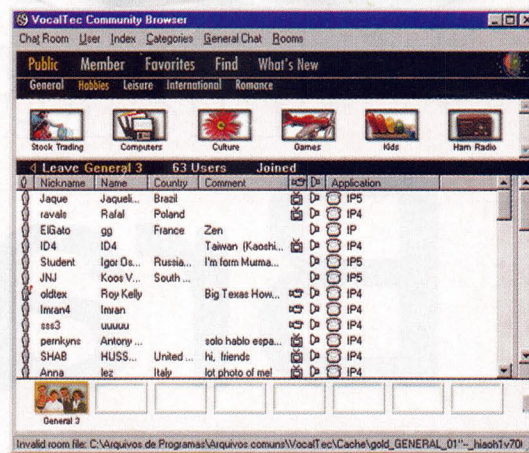 VocalTec Community Browser
Chat Room User Index Categories General Chat Rooms
Public Member Favorites Find What's New
General Hobbies Leisure International Romance
Stock Trading Computers Culture Games Kids Ham Radio
Leave General 3 63 Users Joined
Nickname Name Country Comment Application
Jaque Jaqueli... Brazil IP5
ravals Rafal Poland IP4
ElGato gg France Zen IP
ID4 ID4 Taiwan (Kaoshi... IP4
Student Igor Os... Russia... I'm form Murma... IP5
JNJ Koos V... South ... IP5
oldtex Roy Kelly Big Texas How... IP4
Imran4 Imran IP4
sss3 uuuuu IP4
pernkyns Antony ... solo hablo espa... IP4
SHAB HUSS... United ... hi, friends IP4
Anna lez Italy lot photo of me! IP4
General 3
Invalid room file: C:\Arquivos de Programas\Arquivos comuns\VocalTec\Cache\gold_GENERAL_01"--_hiaoh1v70